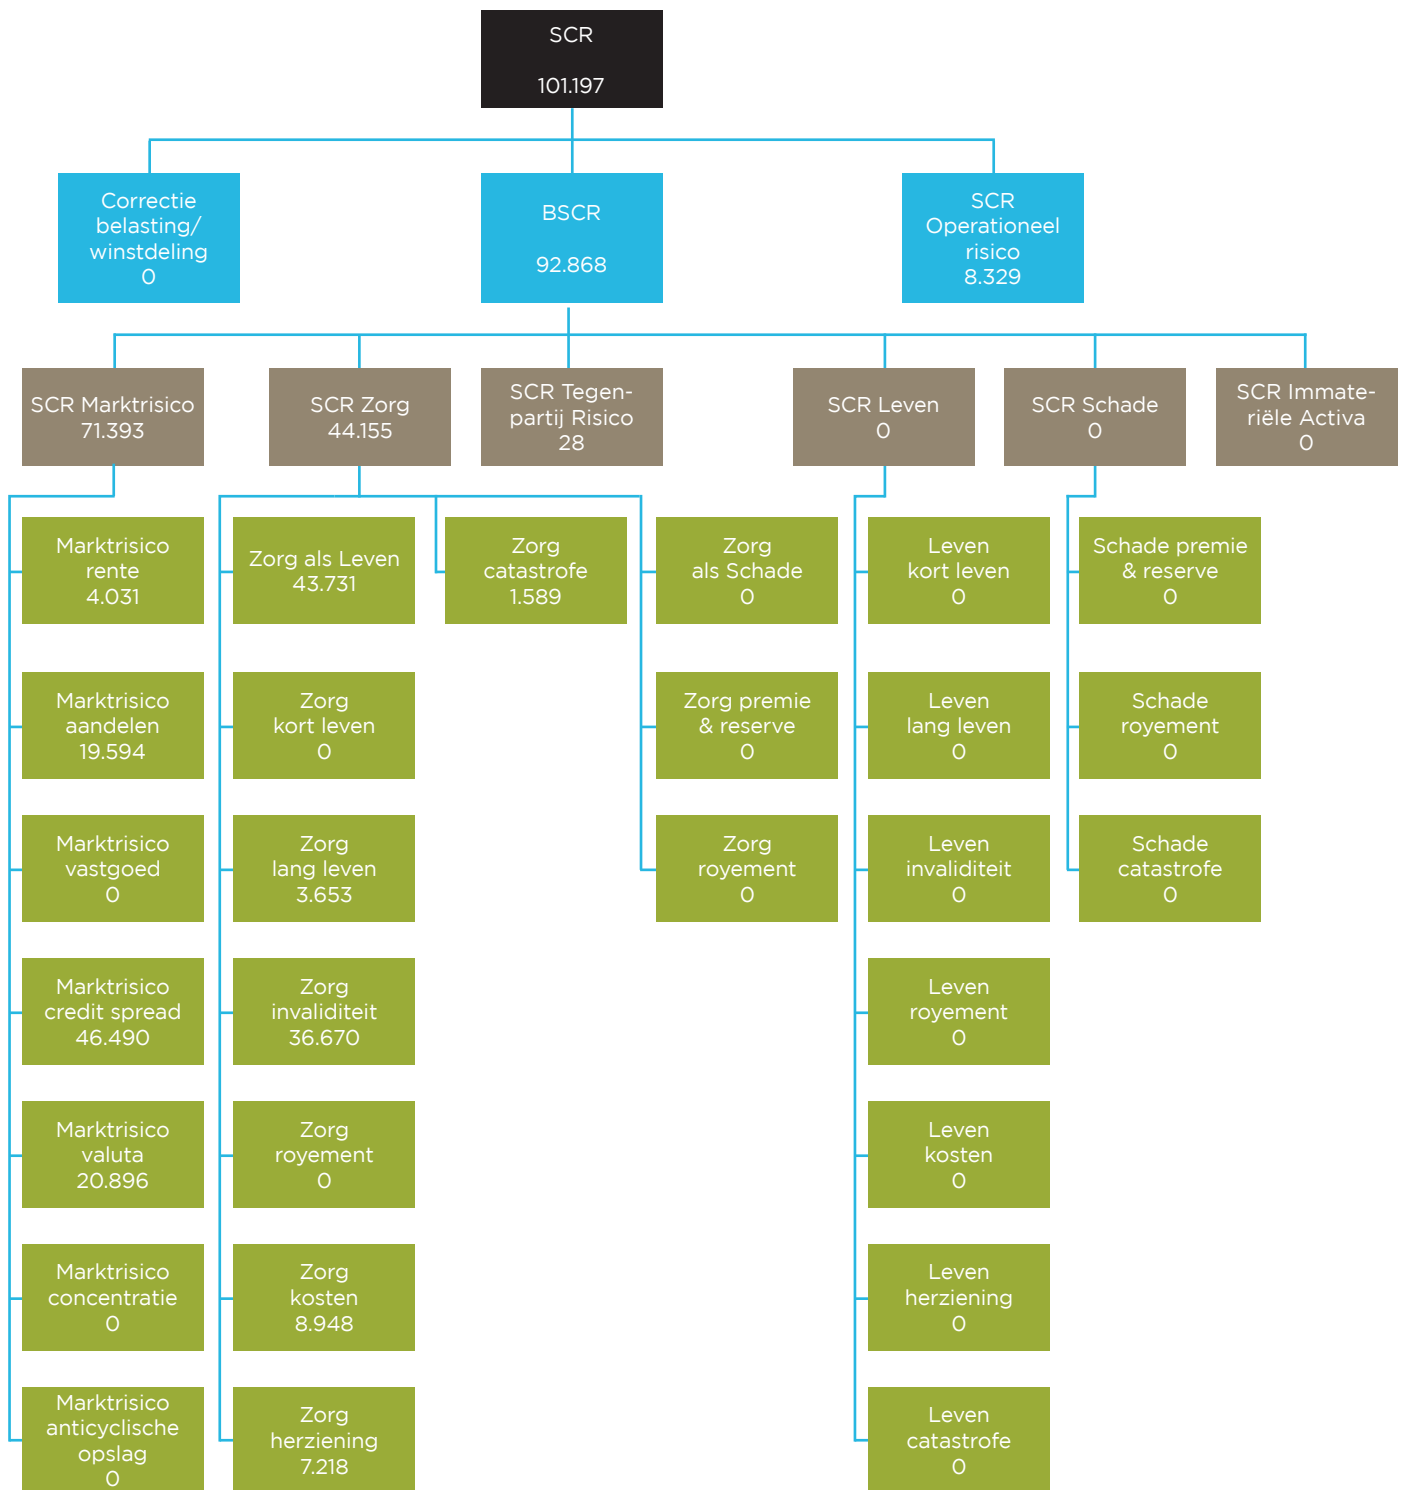 SCR
101.197
Correctie
belasting/
winstdeling
0
BSCR
92.868
SCR
Operationeel
risico
8.329
SCR Marktrisico
71.393
SCR Zorg
44.155
SCR Tegen-
partij Risico
28
SCR Leven
0
SCR Schade
0
SCR Immate-
riële Activa
0
Marktrisico
rente
4.031
Zorg als Leven
43.731
Zorg
catastrofe
1.589
Zorg
als Schade
0
Leven
kort leven
0
Schade premie
& reserve
0
Marktrisico
aandelen
19.594
Zorg
kort leven
0
Zorg premie
& reserve
0
Leven
lang leven
0
Schade
royement
0
Marktrisico
vastgoed
0
Zorg
lang leven
3.653
Zorg
royement
0
Leven
invaliditeit
0
Schade
catastrofe
0
Marktrisico
credit spread
46.490
Zorg
invaliditeit
36.670
Leven
royement
0
Marktrisico
valuta
20.896
Zorg
royement
0
Leven
kosten
0
Marktrisico
concentratie
0
Zorg
kosten
8.948
Leven
herziening
0
Marktrisico
anticyclische
opslag
0
Zorg
herziening
7.218
Leven
catastrofe
0